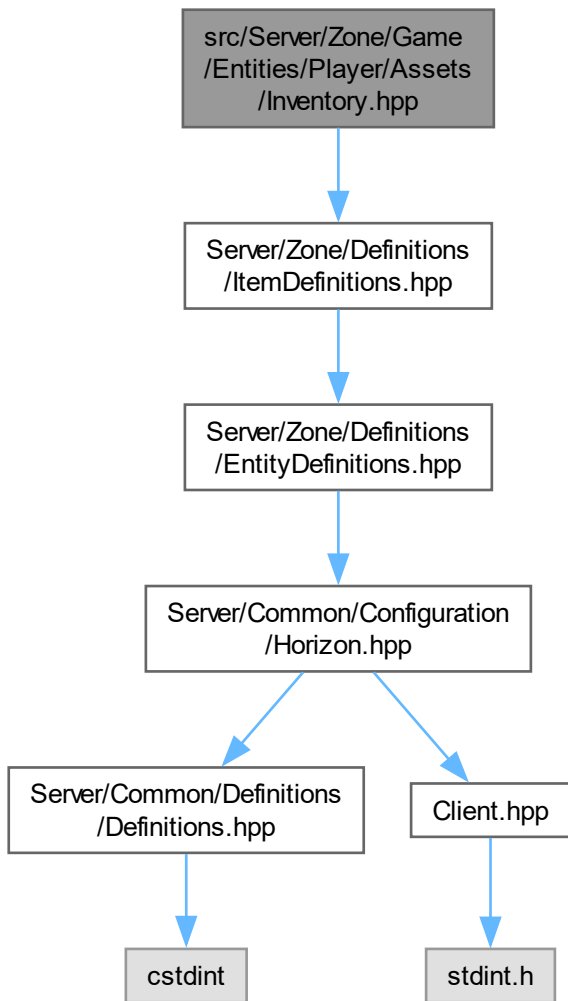 src/Server/Zone/Game
/Entities/Player/Assets
/Inventory.hpp
Server/Zone/Definitions
/ItemDefinitions.hpp
Server/Zone/Definitions
/EntityDefinitions.hpp
Server/Common/Configuration
/Horizon.hpp
Server/Common/Definitions
/Definitions.hpp
Client.hpp
cstdint
stdint.h